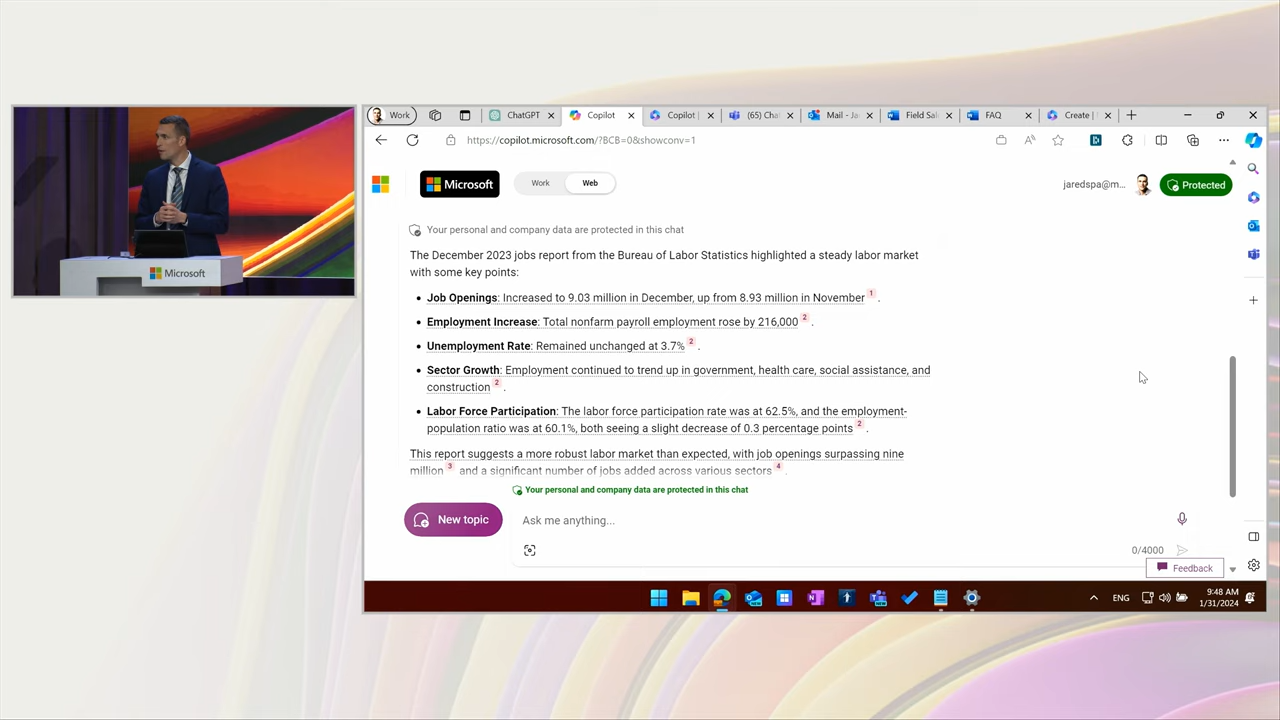 Microsoft
Work
ChatGPT
Copilot
Copilot |
(65) Cha
Mail - Ja
Field Sal
FAQ
Create |
https://copilot.microsoft.com/?BCB=0&showconv=1
Microsoft
Work
Web
jaredspa@m...
Protected
Your personal and company data are protected in this chat
The December 2023 jobs report from the Bureau of Labor Statistics highlighted a steady labor market
with some key points:
• Job Openings: Increased to 9.03 million in December, up from 8.93 million in November 1.
• Employment Increase: Total nonfarm payroll employment rose by 216,000 2.
• Unemployment Rate: Remained unchanged at 3.7% 2.
• Sector Growth: Employment continued to trend up in government, health care, social assistance, and
construction 2.
• Labor Force Participation: The labor force participation rate was at 62.5%, and the employment-
population ratio was at 60.1%, both seeing a slight decrease of 0.3 percentage points 2.
This report suggests a more robust labor market than expected, with job openings surpassing nine
million 3 and a significant number of jobs added across various sectors 4.
Your personal and company data are protected in this chat
New topic
Ask me anything...
0/4000
Feedback
ENG
9:48 AM
1/31/2024